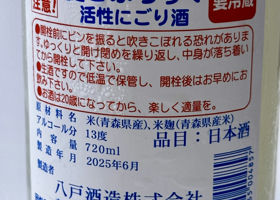 注意!
要冷蔵
活性にごり酒
●開栓前にビンを振ると吹きこぼれる恐れがありま
す。ゆっくりと開け閉めを繰り返し、中身が落ち着い
てから開栓して下さい。
●生酒ですので低温で保管し、開栓後はお早めにお
飲み下さい。
●お酒は20歳になってから、楽しく適量を。
原材料名 米(青森県産)、米麹(青森県産米)
アルコール分 13度
内容量 720ml
品目:日本酒
製造年月 2025年6月
製造者
八戸酒造株式会社